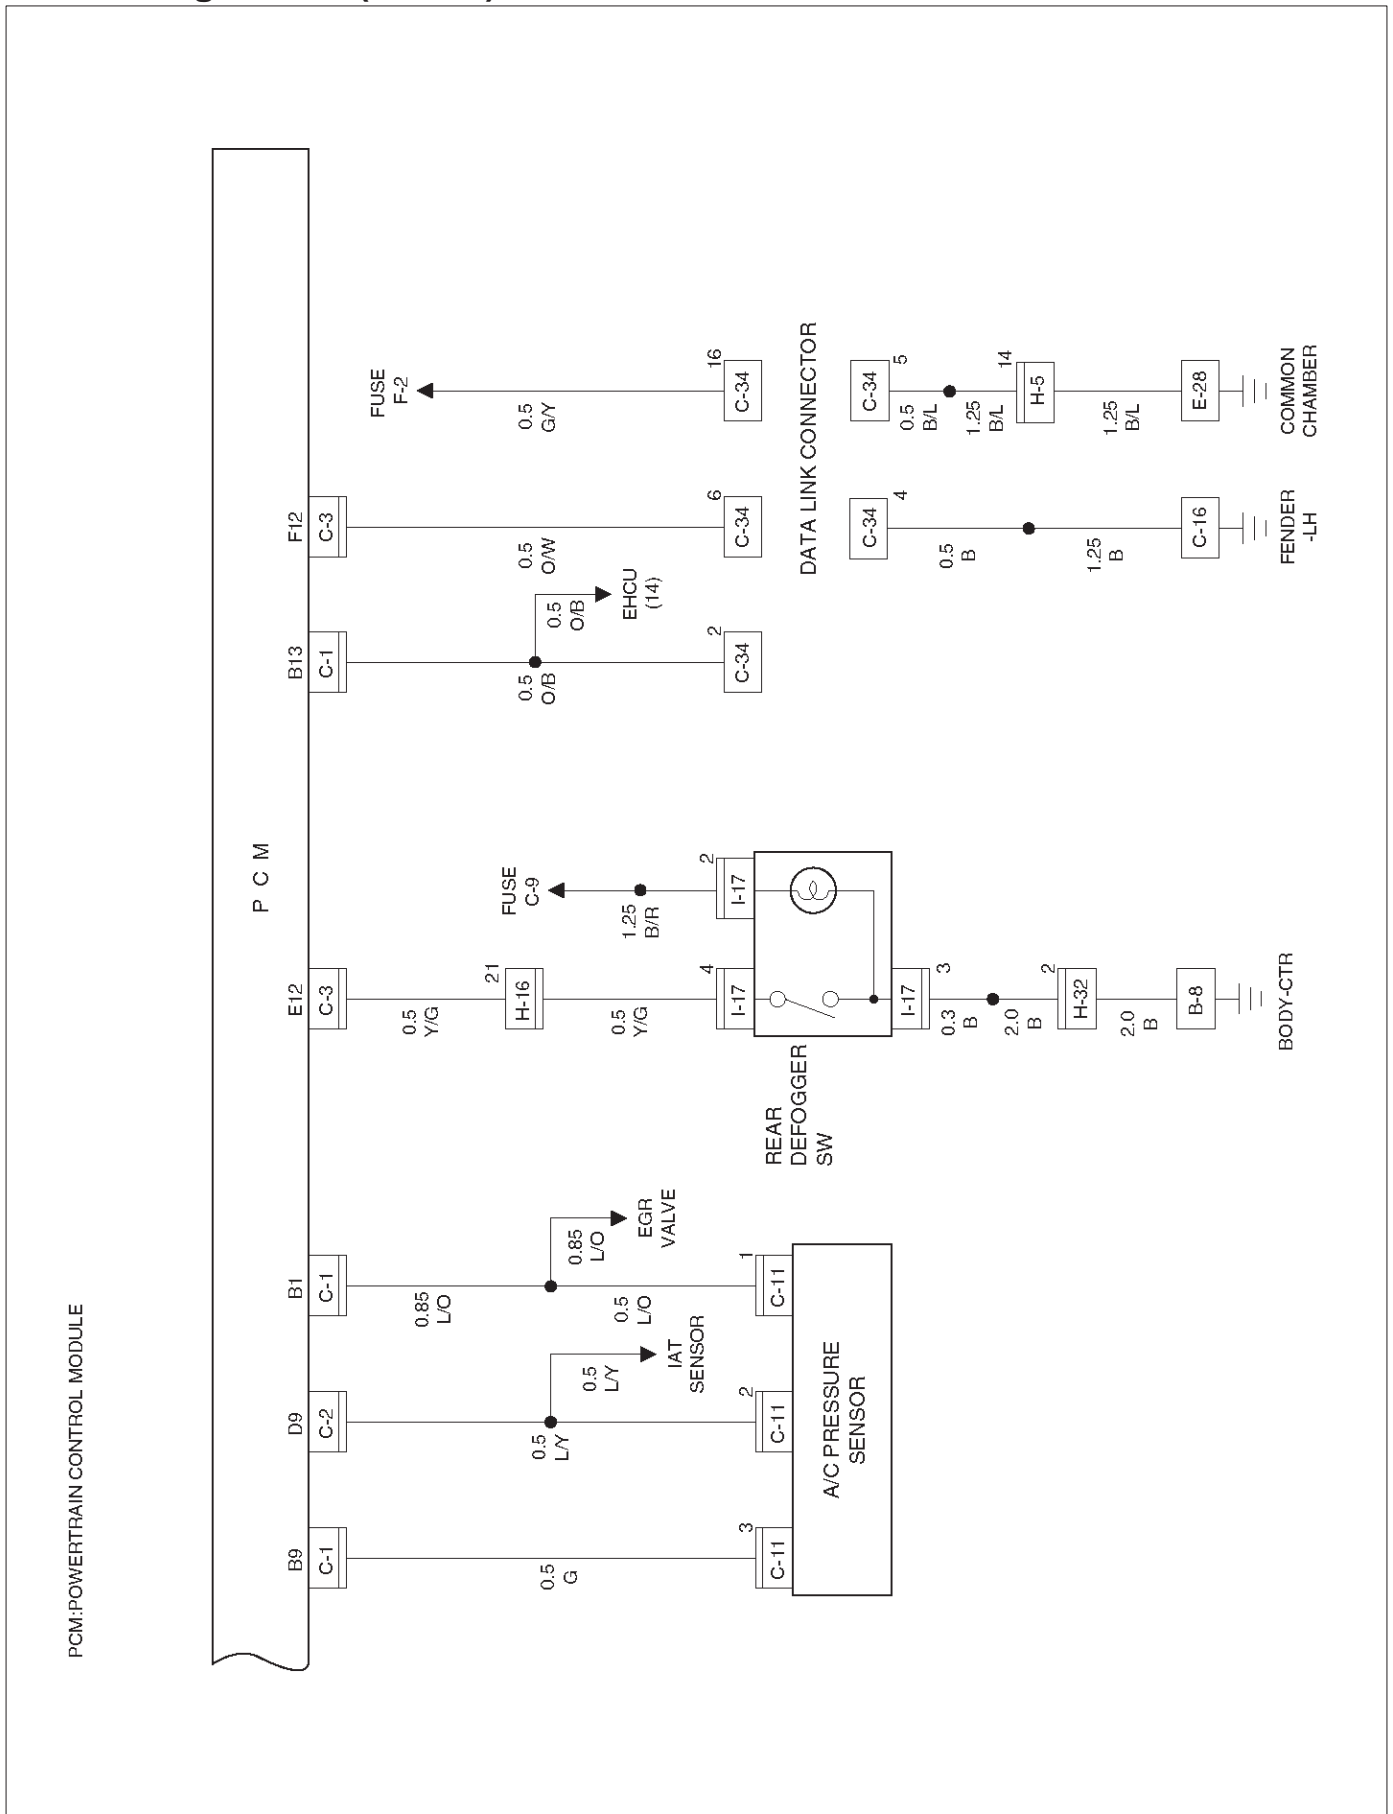 PCM:POWERTRAIN CONTROL MODULE
P C M
B9
C-1
0.5
G
3
C-11
D9
C-2
0.5
L/Y
0.5
L/Y
IAT
SENSOR
2
C-11
B1
C-1
0.85
L/O
0.85
L/O
EGR
VALVE
0.5
L/O
1
C-11
A/C PRESSURE
SENSOR
E12
C-3
0.5
Y/G
21
H-16
0.5
Y/G
4
I-17
FUSE
C-9
1.25
B/R
2
I-17
REAR
DEFOGGER
SW
I-17
3
0.3
B
2.0
B
2
H-32
2.0
B
B-8
BODY-CTR
B13
C-1
0.5
O/B
0.5
O/B
EHCU
(14)
2
C-34
F12
C-3
0.5
O/W
6
C-34
FUSE
F-2
0.5
G/Y
16
C-34
DATA LINK CONNECTOR
C-34
4
0.5
B
1.25
B
C-16
FENDER
-LH
C-34
5
0.5
B/L
1.25
B/L
14
H-5
1.25
B/L
E-28
COMMON
CHAMBER